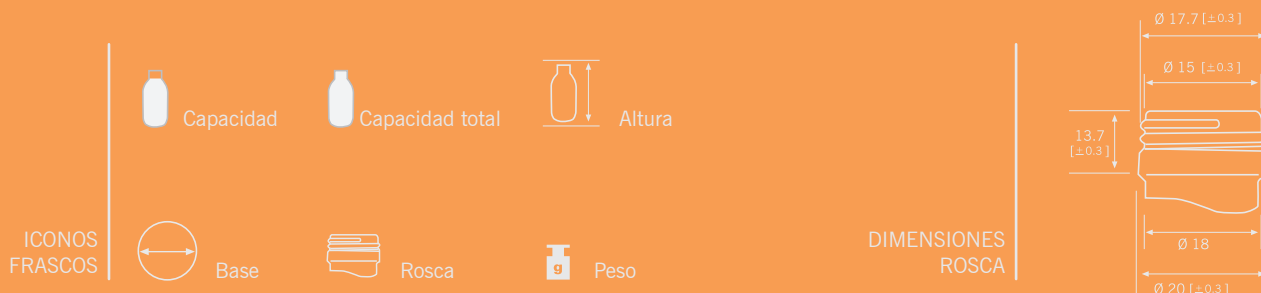 Capacidad
Capacidad total
Altura
ICONOS
FRASCOS
Base
Rosca
g
Peso
DIMENSIONES
ROSCA
Ø 17.7 [±0.3]
Ø 15 [±0.3]
13.7
[±0.3]
Ø 18
Ø 20 [±0.3]